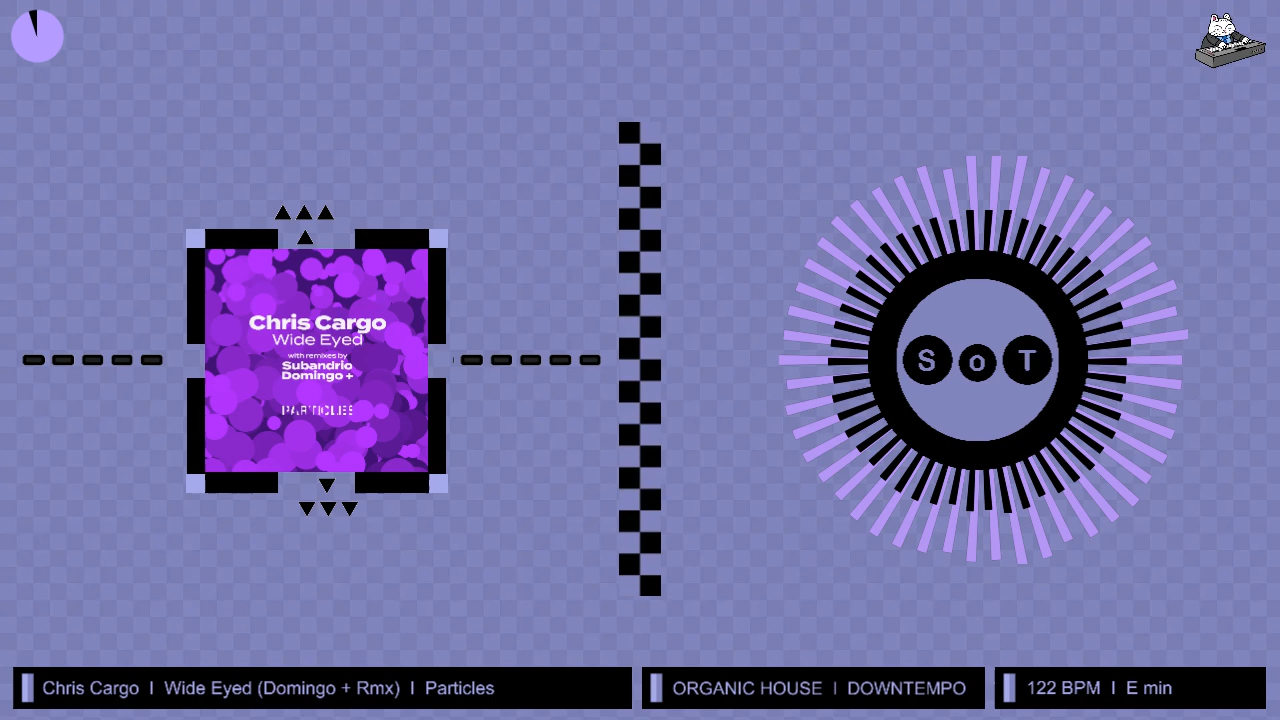 Chris Cargo
Wide Eyed
with remixes by
Subandrio
Domingo +
PARTICLES
S o T
Chris Cargo I Wide Eyed (Domingo + Rmx) I Particles
ORGANIC HOUSE I DOWNTEMPO
122 BPM I E min